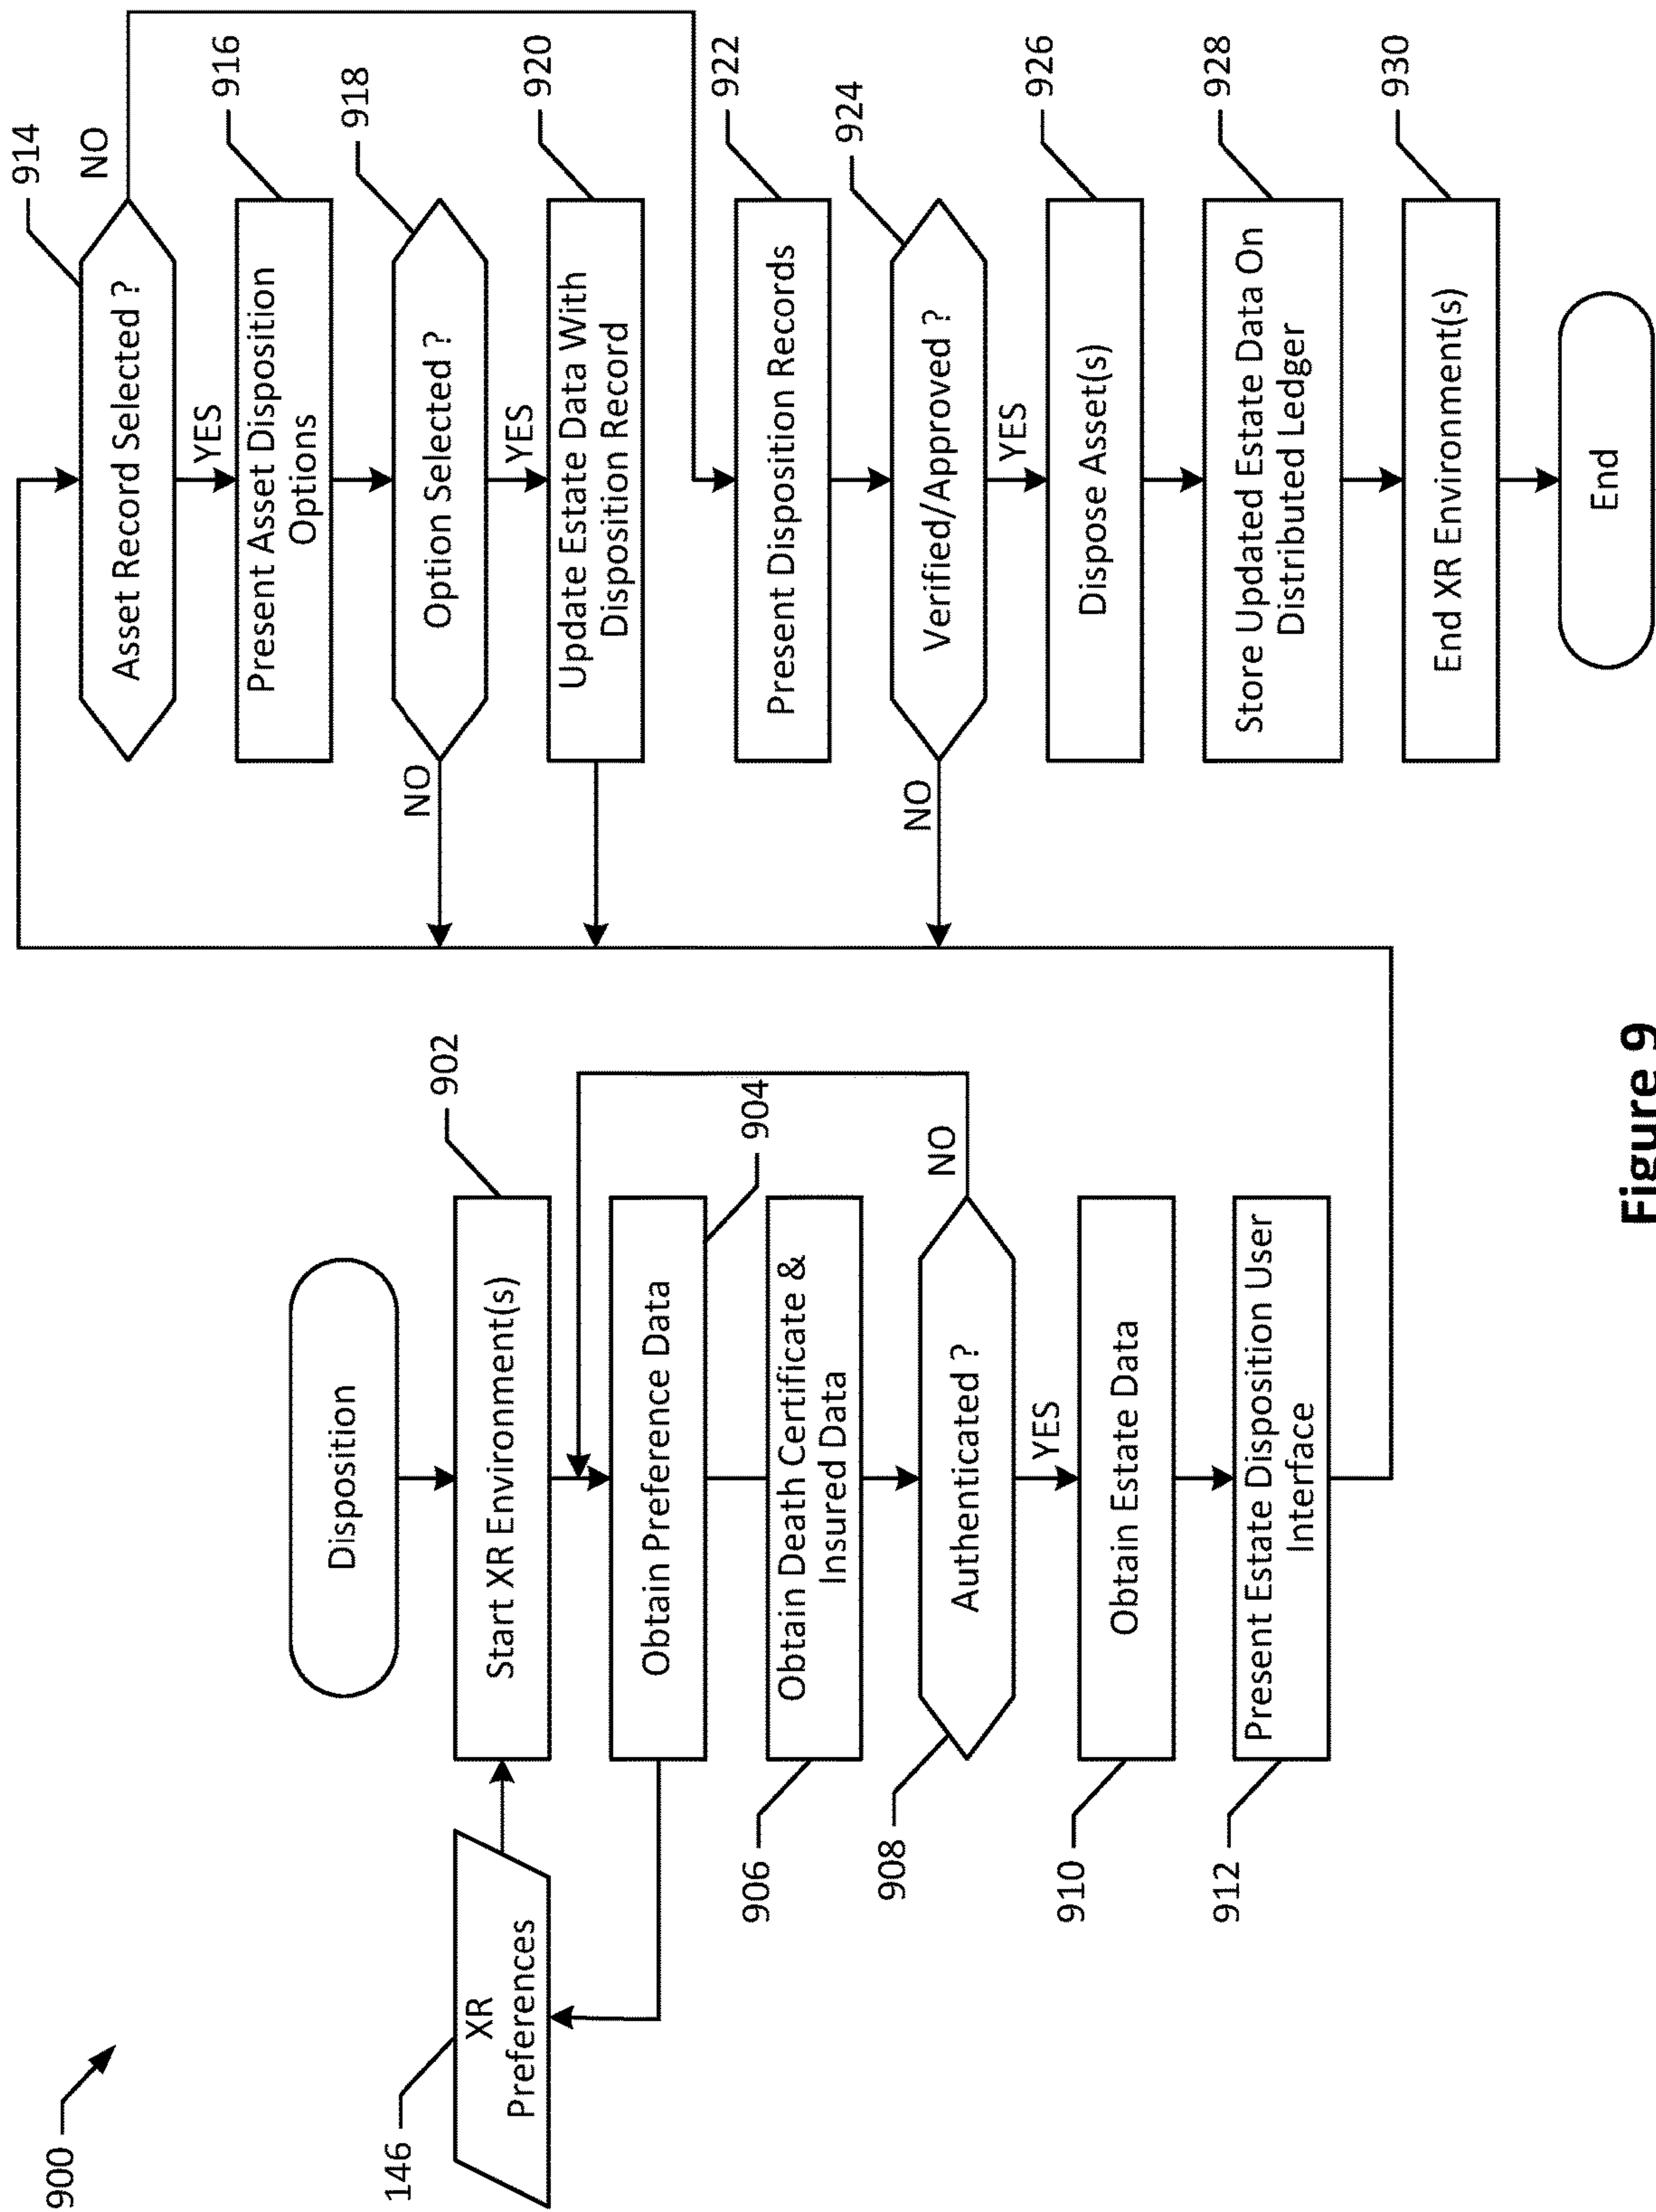 900
Disposition
Start XR Environment(s)
902
XR
Preferences
146
Obtain Preference Data
904
Obtain Death Certificate &
Insured Data
906
Authenticated ?
908
NO
YES
Obtain Estate Data
910
Present Estate Disposition User
Interface
912
Asset Record Selected ?
914
NO
YES
Present Asset Disposition
Options
916
Option Selected ?
918
NO
YES
Update Estate Data With
Disposition Record
920
Present Disposition Records
922
Verified/Approved ?
924
NO
YES
Dispose Asset(s)
926
Store Updated Estate Data On
Distributed Ledger
928
End XR Environment(s)
930
End
Figure 9